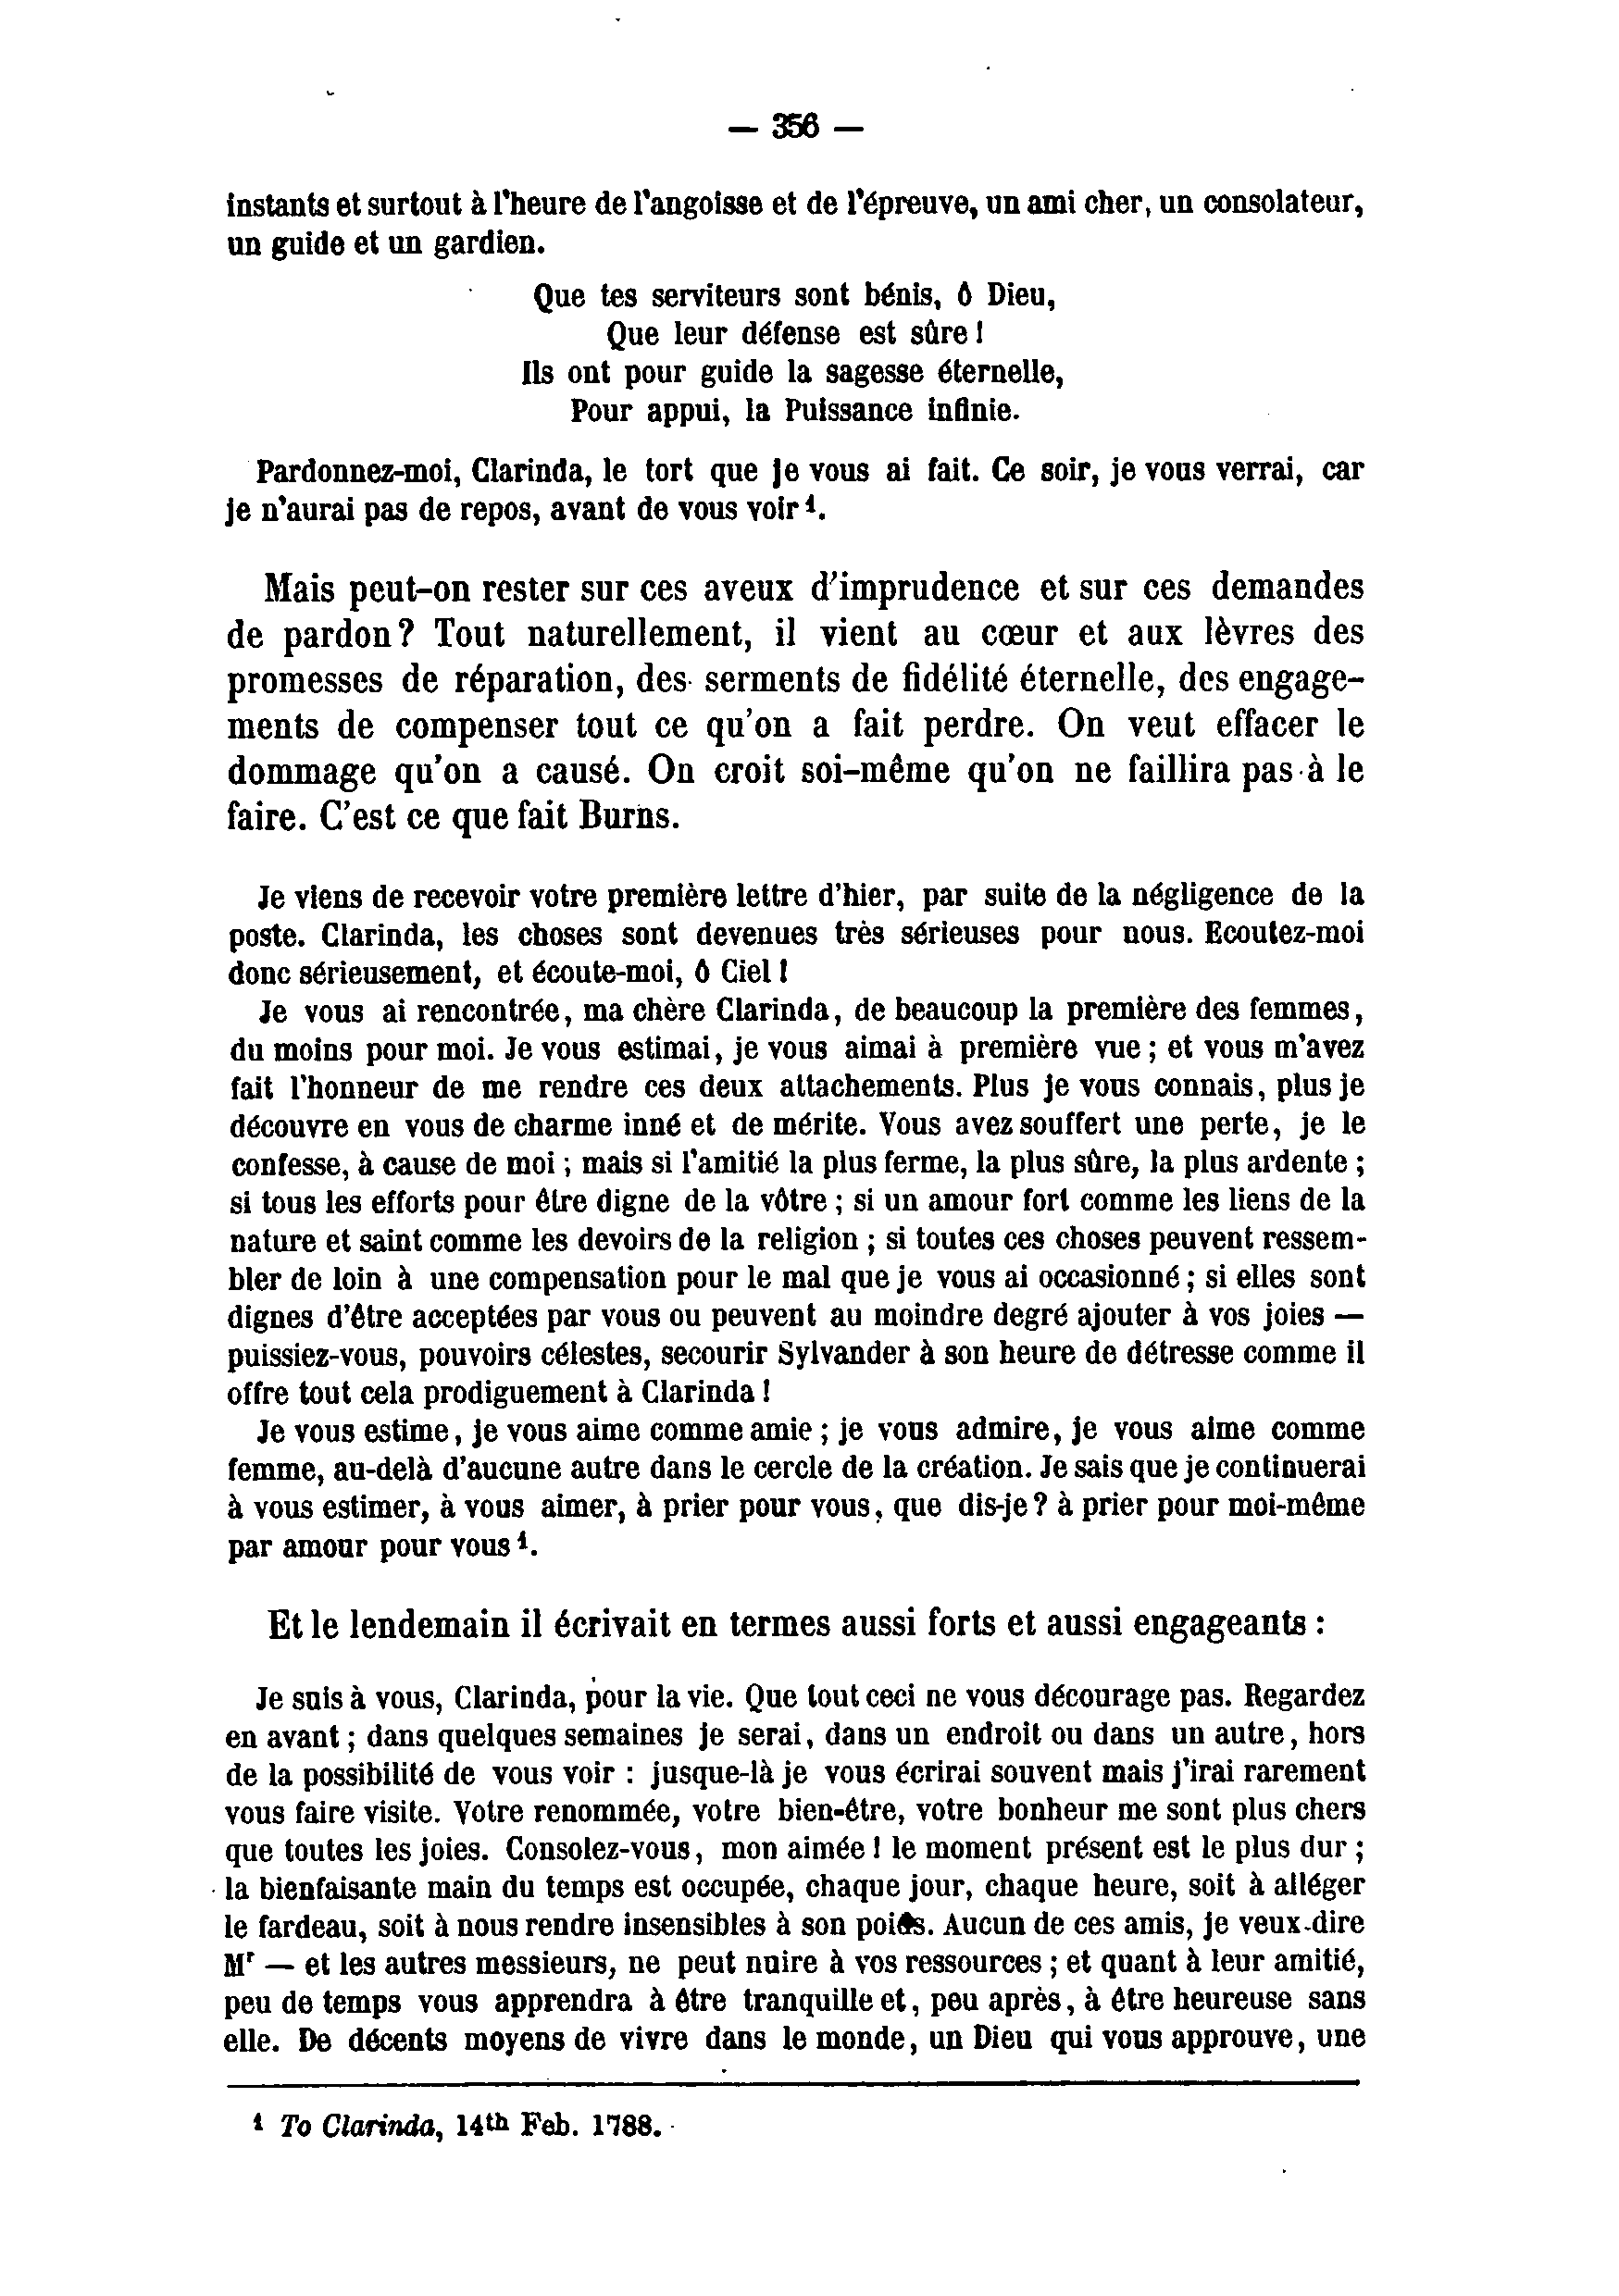 — 356 —
instants et surtout à l'heure de l'angoisse et de l'épreuve, un ami cher, un consolateur,
un guide et un gardien.
Que tes serviteurs sont bénis, ô Dieu,
Que leur défense est sûre !
Ils ont pour guide la sagesse éternelle,
Pour appui, la Puissance infinie.
Pardonnez-moi, Clarinda, le tort que je vous ai fait. Ce soir, je vous verrai, car
je n'aurai pas de repos, avant de vous voir ¹.
Mais peut-on rester sur ces aveux d'imprudence et sur ces demandes
de pardon ? Tout naturellement, il vient au cœur et aux lèvres des
promesses de réparation, des serments de fidélité éternelle, des engage-
ments de compenser tout ce qu'on a fait perdre. On veut effacer le
dommage qu'on a causé. On croit soi-même qu'on ne faillira pas à le
faire. C'est ce que fait Burns.
Je viens de recevoir votre première lettre d'hier, par suite de la négligence de la
poste. Clarinda, les choses sont devenues très sérieuses pour nous. Ecoutez-moi
donc sérieusement, et écoute-moi, ô Ciel !
Je vous ai rencontrée, ma chère Clarinda, de beaucoup la première des femmes,
du moins pour moi. Je vous estimai, je vous aimai à première vue ; et vous m'avez
fait l'honneur de me rendre ces deux attachements. Plus je vous connais, plus je
découvre en vous de charme inné et de mérite. Vous avez souffert une perte, je le
confesse, à cause de moi ; mais si l'amitié la plus ferme, la plus sûre, la plus ardente ;
si tous les efforts pour être digne de la vôtre ; si un amour fort comme les liens de la
nature et saint comme les devoirs de la religion ; si toutes ces choses peuvent ressem-
bler de loin à une compensation pour le mal que je vous ai occasionné ; si elles sont
dignes d'être acceptées par vous ou peuvent au moindre degré ajouter à vos joies —
puissiez-vous, pouvoirs célestes, secourir Sylvander à son heure de détresse comme il
offre tout cela prodiguement à Clarinda !
Je vous estime, je vous aime comme amie ; je vous admire, je vous aime comme
femme, au-delà d'aucune autre dans le cercle de la création. Je sais que je continuerai
à vous estimer, à vous aimer, à prier pour vous, que dis-je ? à prier pour moi-même
par amour pour vous ¹.
Et le lendemain il écrivait en termes aussi forts et aussi engageants :
Je suis à vous, Clarinda, pour la vie. Que tout ceci ne vous décourage pas. Regardez
en avant ; dans quelques semaines je serai, dans un endroit ou dans un autre, hors
de la possibilité de vous voir : jusque-là je vous écrirai souvent mais j'irai rarement
vous faire visite. Votre renommée, votre bien-être, votre bonheur me sont plus chers
que toutes les joies. Consolez-vous, mon aimée ! le moment présent est le plus dur ;
la bienfaisante main du temps est occupée, chaque jour, chaque heure, soit à alléger
le fardeau, soit à nous rendre insensibles à son poids. Aucun de ces amis, je veux-dire
Mʳ — et les autres messieurs, ne peut nuire à vos ressources ; et quant à leur amitié,
peu de temps vous apprendra à être tranquille et, peu après, à être heureuse sans
elle. De décents moyens de vivre dans le monde, un Dieu qui vous approuve, une
¹ To Clarinda, 14th Feb. 1788.